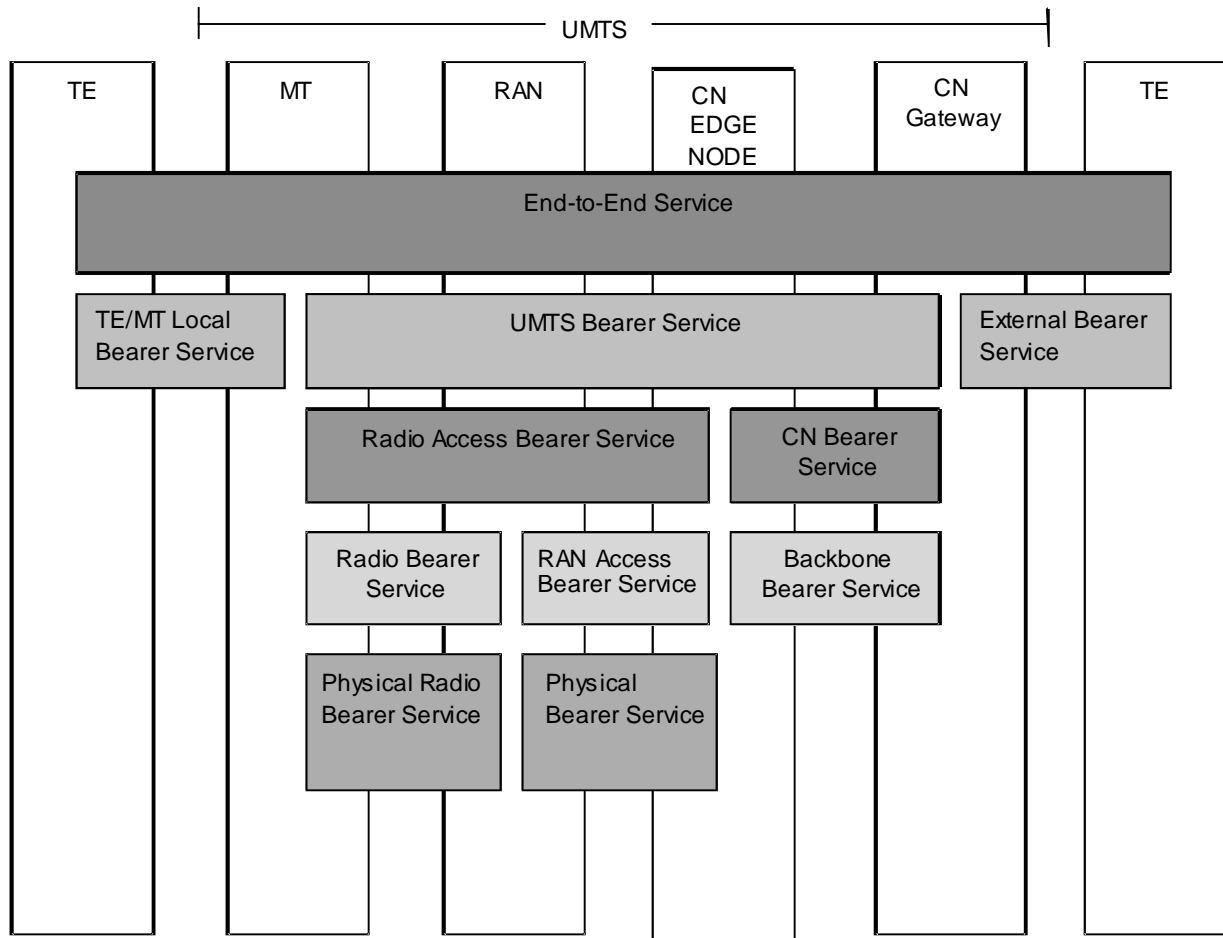 UMTS
TE
MT
RAN
CN
EDGE
NODE
CN
Gateway
TE
End-to-End Service
TE/MT Local
Bearer Service
UMTS Bearer Service
External Bearer
Service
Radio Access Bearer Service
CN Bearer
Service
Radio Bearer
Service
RAN Access
Bearer Service
Backbone
Bearer Service
Physical Radio
Bearer Service
Physical
Bearer Service